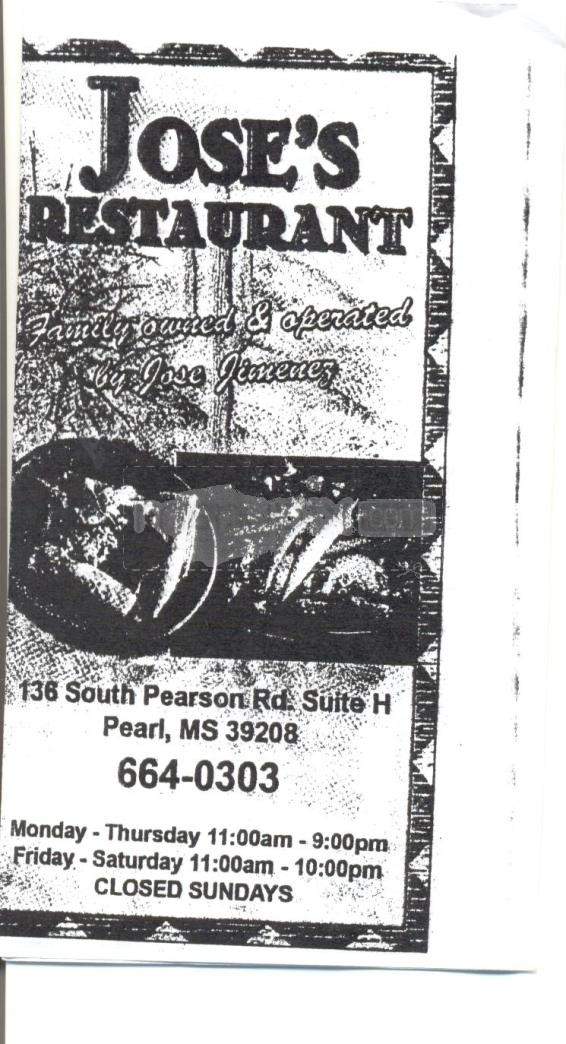 JOSE'S
RESTAURANT
Family owned & operated
by Jose Jimenez
136 South Pearson Rd. Suite H
Pearl, MS 39208
664-0303
Monday - Thursday 11:00am - 9:00pm
Friday - Saturday 11:00am - 10:00pm
CLOSED SUNDAYS